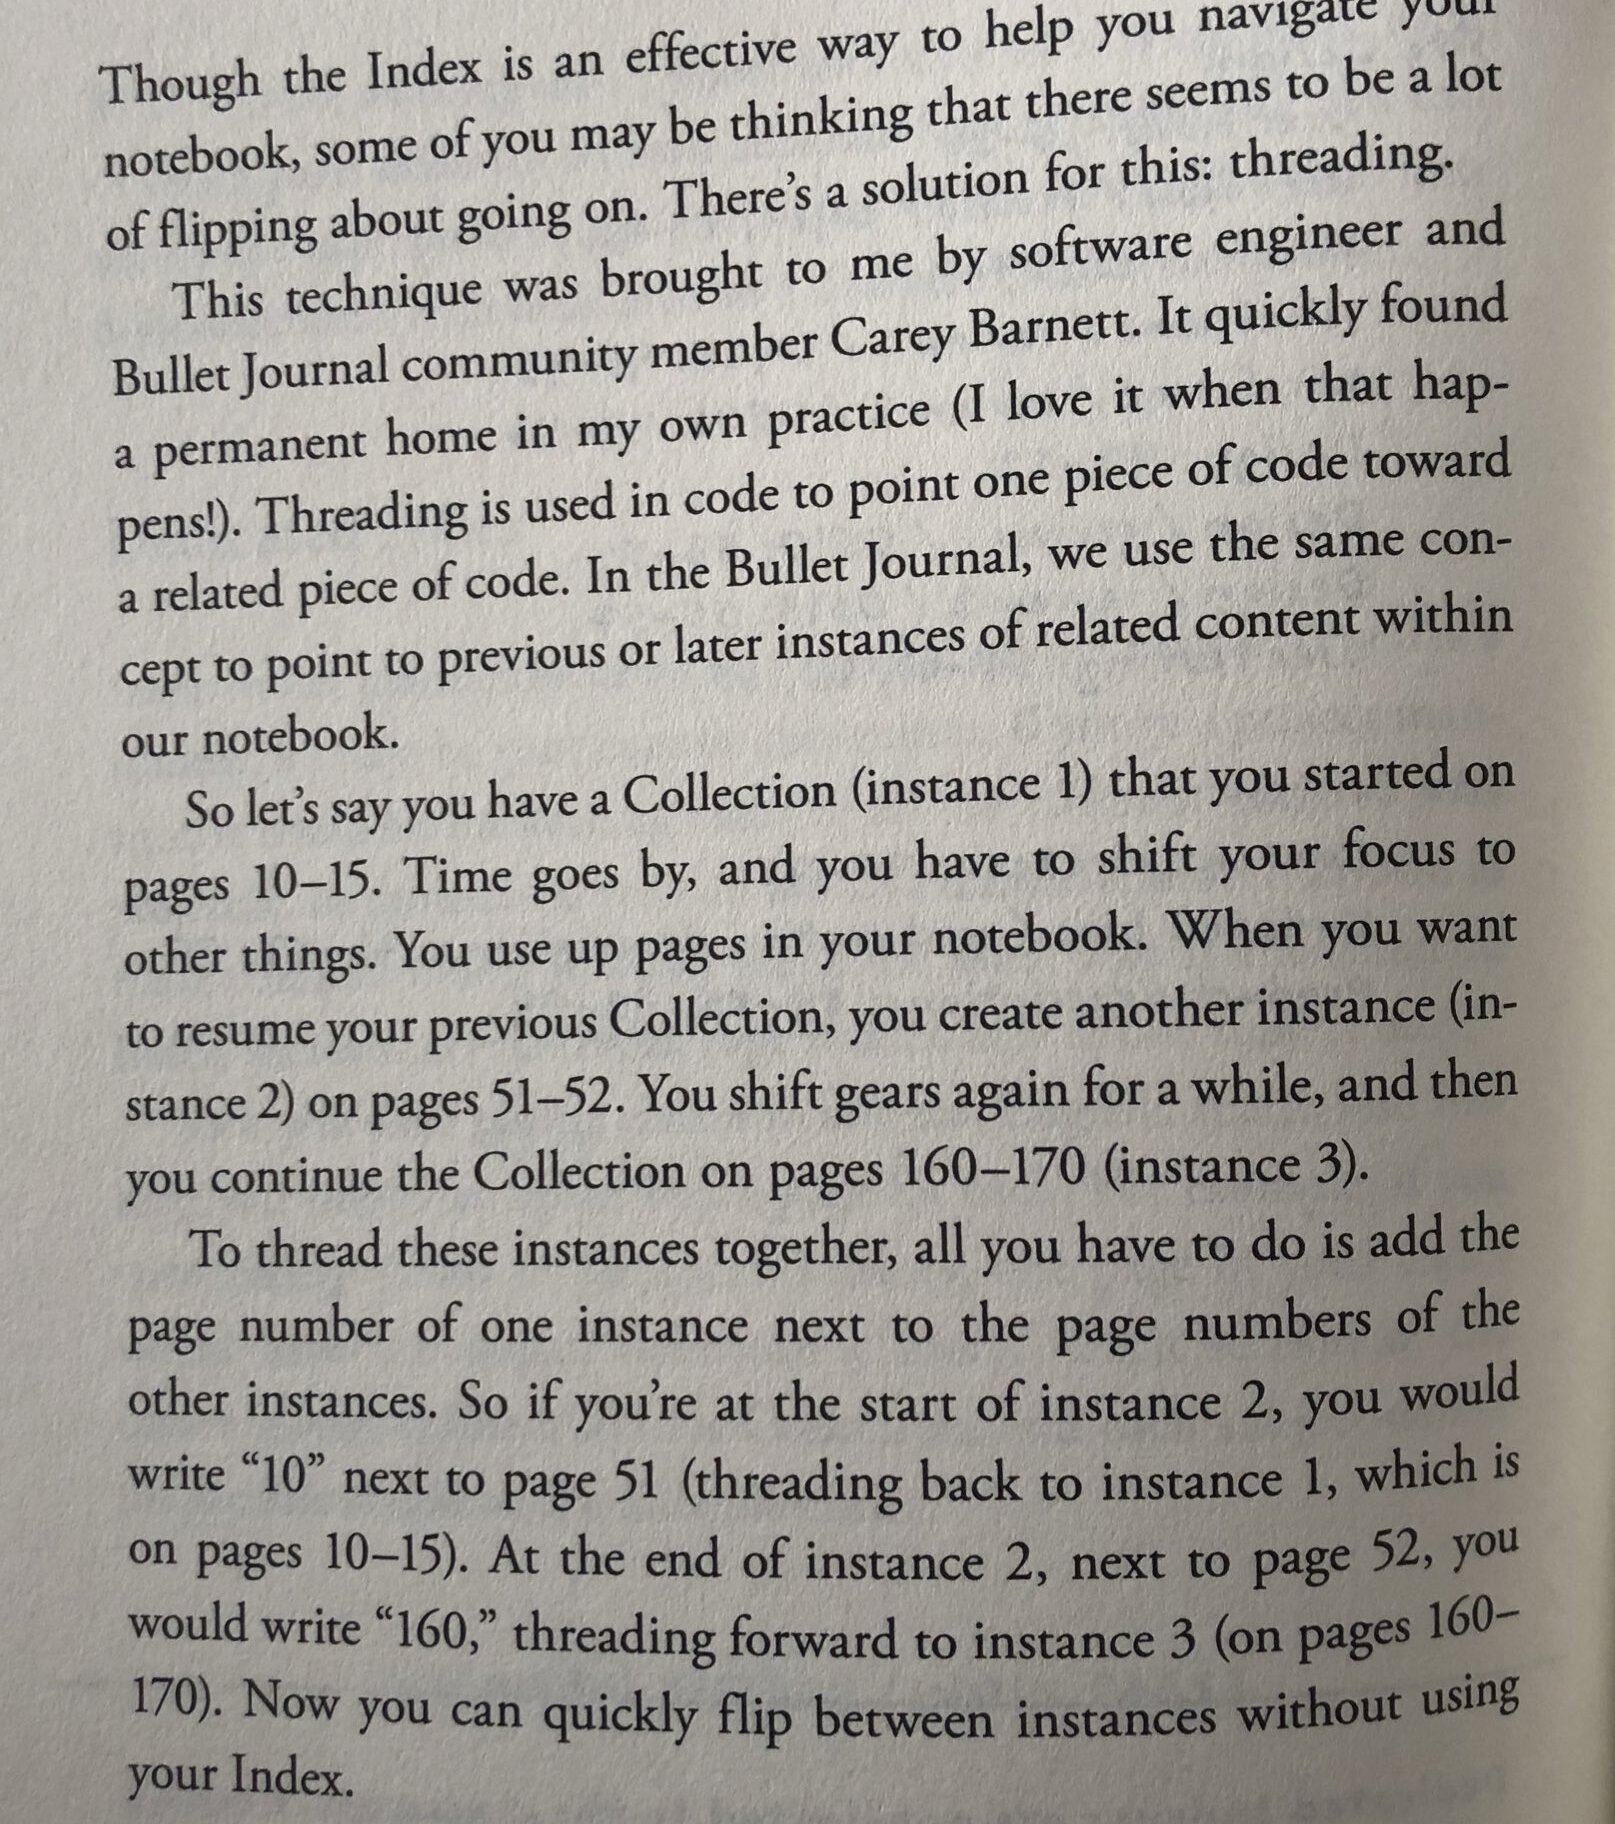 Though the Index is an effective way to help you navigate your
notebook, some of you may be thinking that there seems to be a lot
of flipping about going on. There’s a solution for this: threading.
This technique was brought to me by software engineer and
Bullet Journal community member Carey Barnett. It quickly found
a permanent home in my own practice (I love it when that hap-
pens!). Threading is used in code to point one piece of code toward
a related piece of code. In the Bullet Journal, we use the same con-
cept to point to previous or later instances of related content within
our notebook.
So let’s say you have a Collection (instance 1) that you started on
pages 10–15. Time goes by, and you have to shift your focus to
other things. You use up pages in your notebook. When you want
to resume your previous Collection, you create another instance (in-
stance 2) on pages 51–52. You shift gears again for a while, and then
you continue the Collection on pages 160–170 (instance 3).
To thread these instances together, all you have to do is add the
page number of one instance next to the page numbers of the
other instances. So if you’re at the start of instance 2, you would
write “10” next to page 51 (threading back to instance 1, which is
on pages 10–15). At the end of instance 2, next to page 52, you
would write “160,” threading forward to instance 3 (on pages 160–
170). Now you can quickly flip between instances without using
your Index.